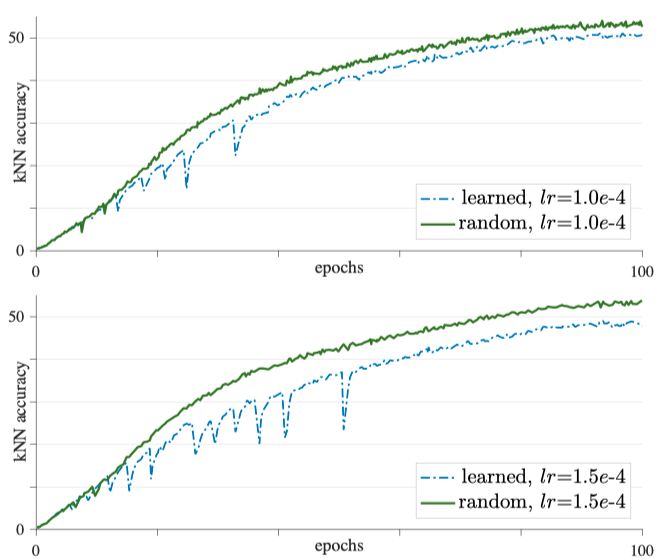 50
kNN accuracy
learned, lr=1.0e-4
random, lr=1.0e-4
0
0
epochs
100
50
kNN accuracy
learned, lr=1.5e-4
random, lr=1.5e-4
0
0
epochs
100